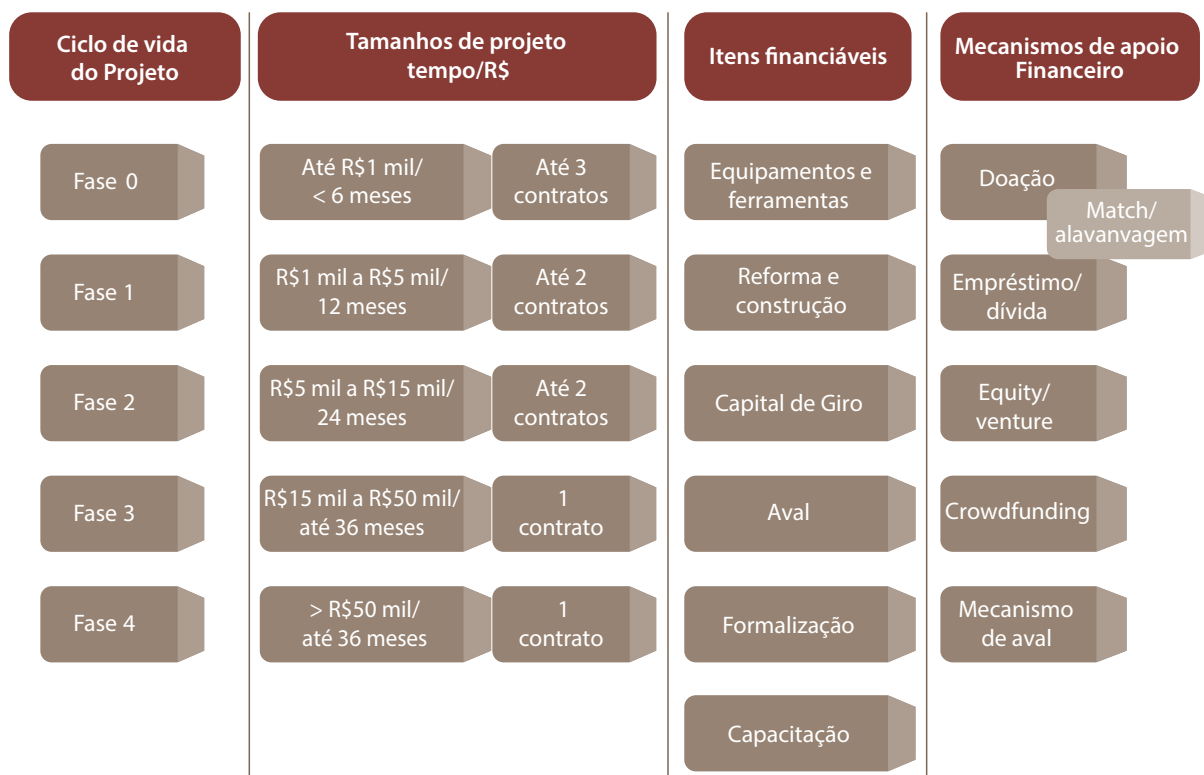 Ciclo de vida
do Projeto
Tamanhos de projeto
tempo/R$
Itens financiáveis
Mecanismos de apoio
Financeiro
Fase 0
Até R$1 mil/
< 6 meses
Até 3
contratos
Equipamentos e
ferramentas
Doação
Match/
alavanvagem
Fase 1
R$1 mil a R$5 mil/
12 meses
Até 2
contratos
Reforma e
construção
Empréstimo/
dívida
Fase 2
R$5 mil a R$15 mil/
24 meses
Até 2
contratos
Capital de Giro
Equity/
venture
Fase 3
R$15 mil a R$50 mil/
até 36 meses
1
contrato
Aval
Crowdfunding
Fase 4
> R$50 mil/
até 36 meses
1
contrato
Formalização
Mecanismo
de aval
Capacitação